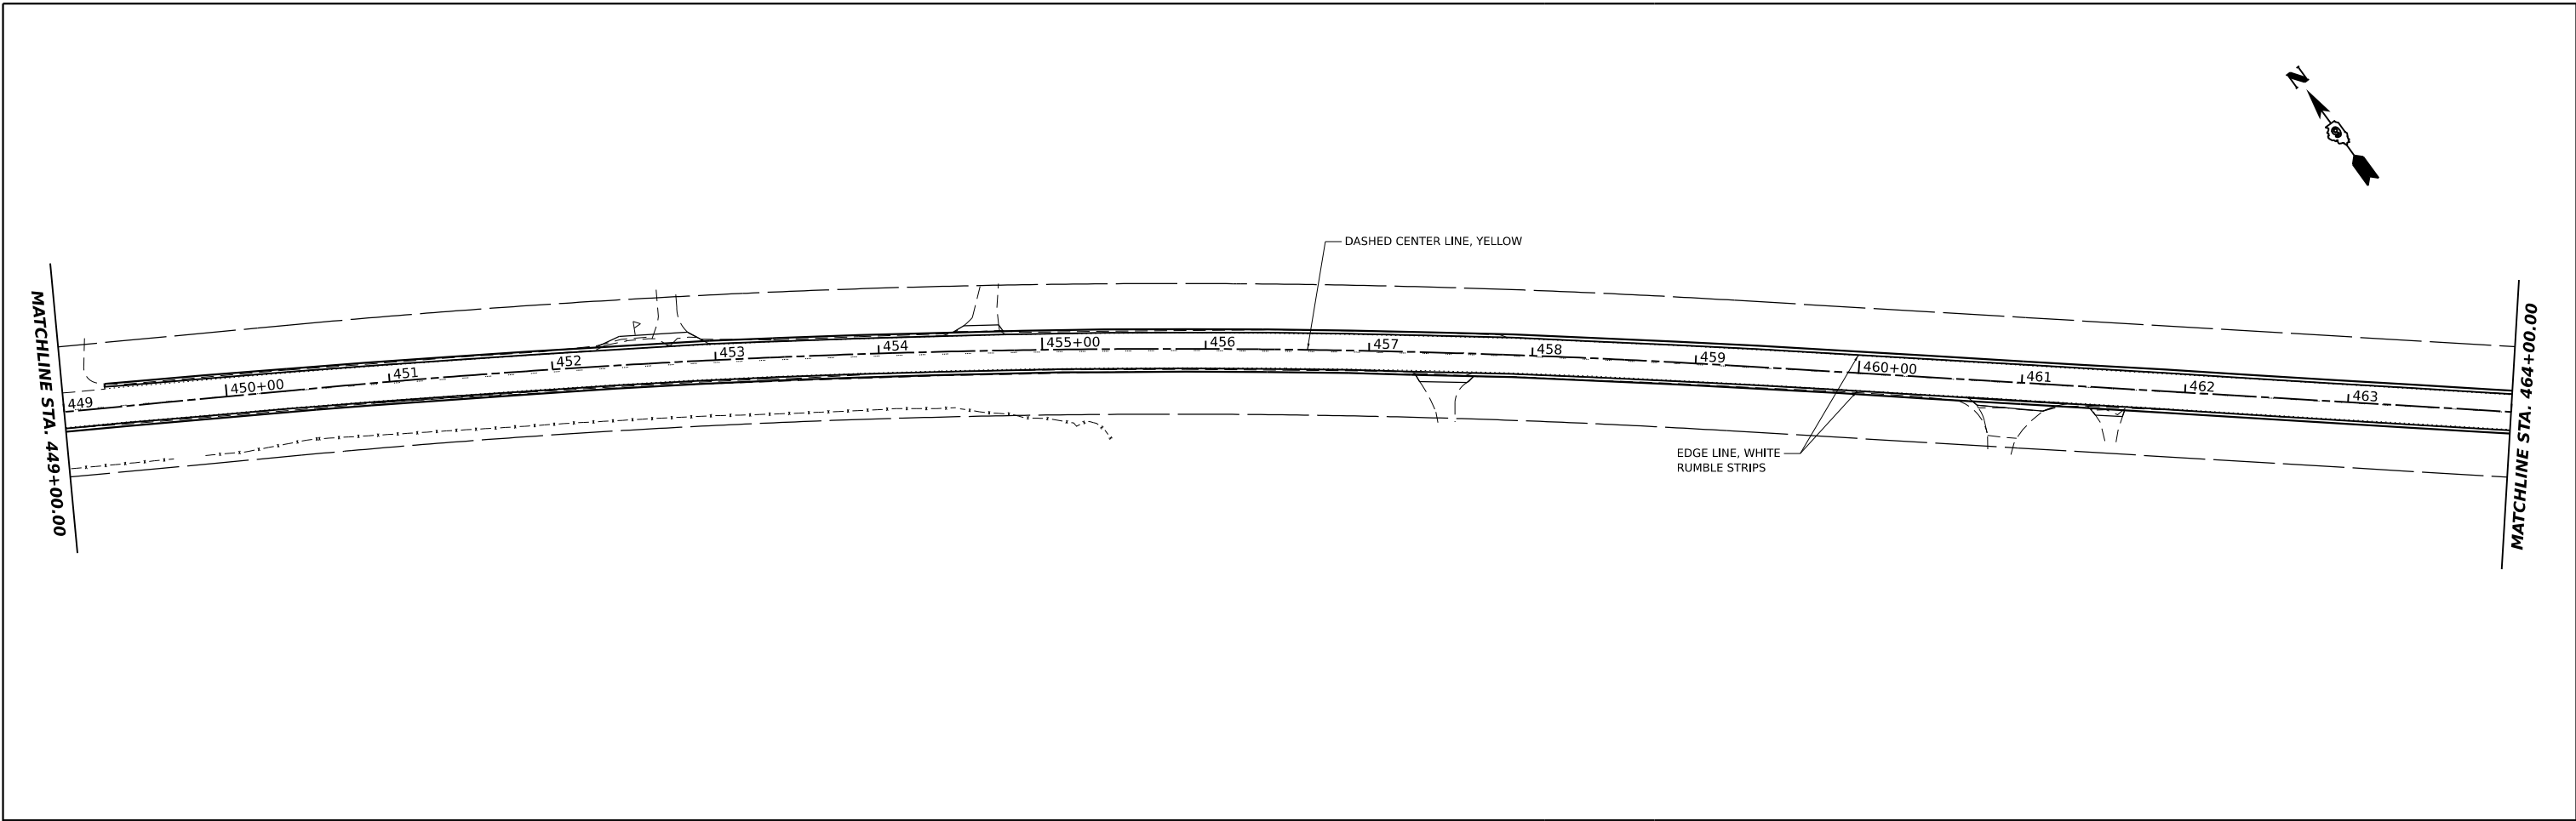 N
DASHED CENTER LINE, YELLOW
MATCHLINE STA. 449+00.00
449
450+00
451
452
453
454
455+00
456
457
458
459
460+00
461
462
463
MATCHLINE STA. 464+00.00
EDGE LINE, WHITE
RUMBLE STRIPS